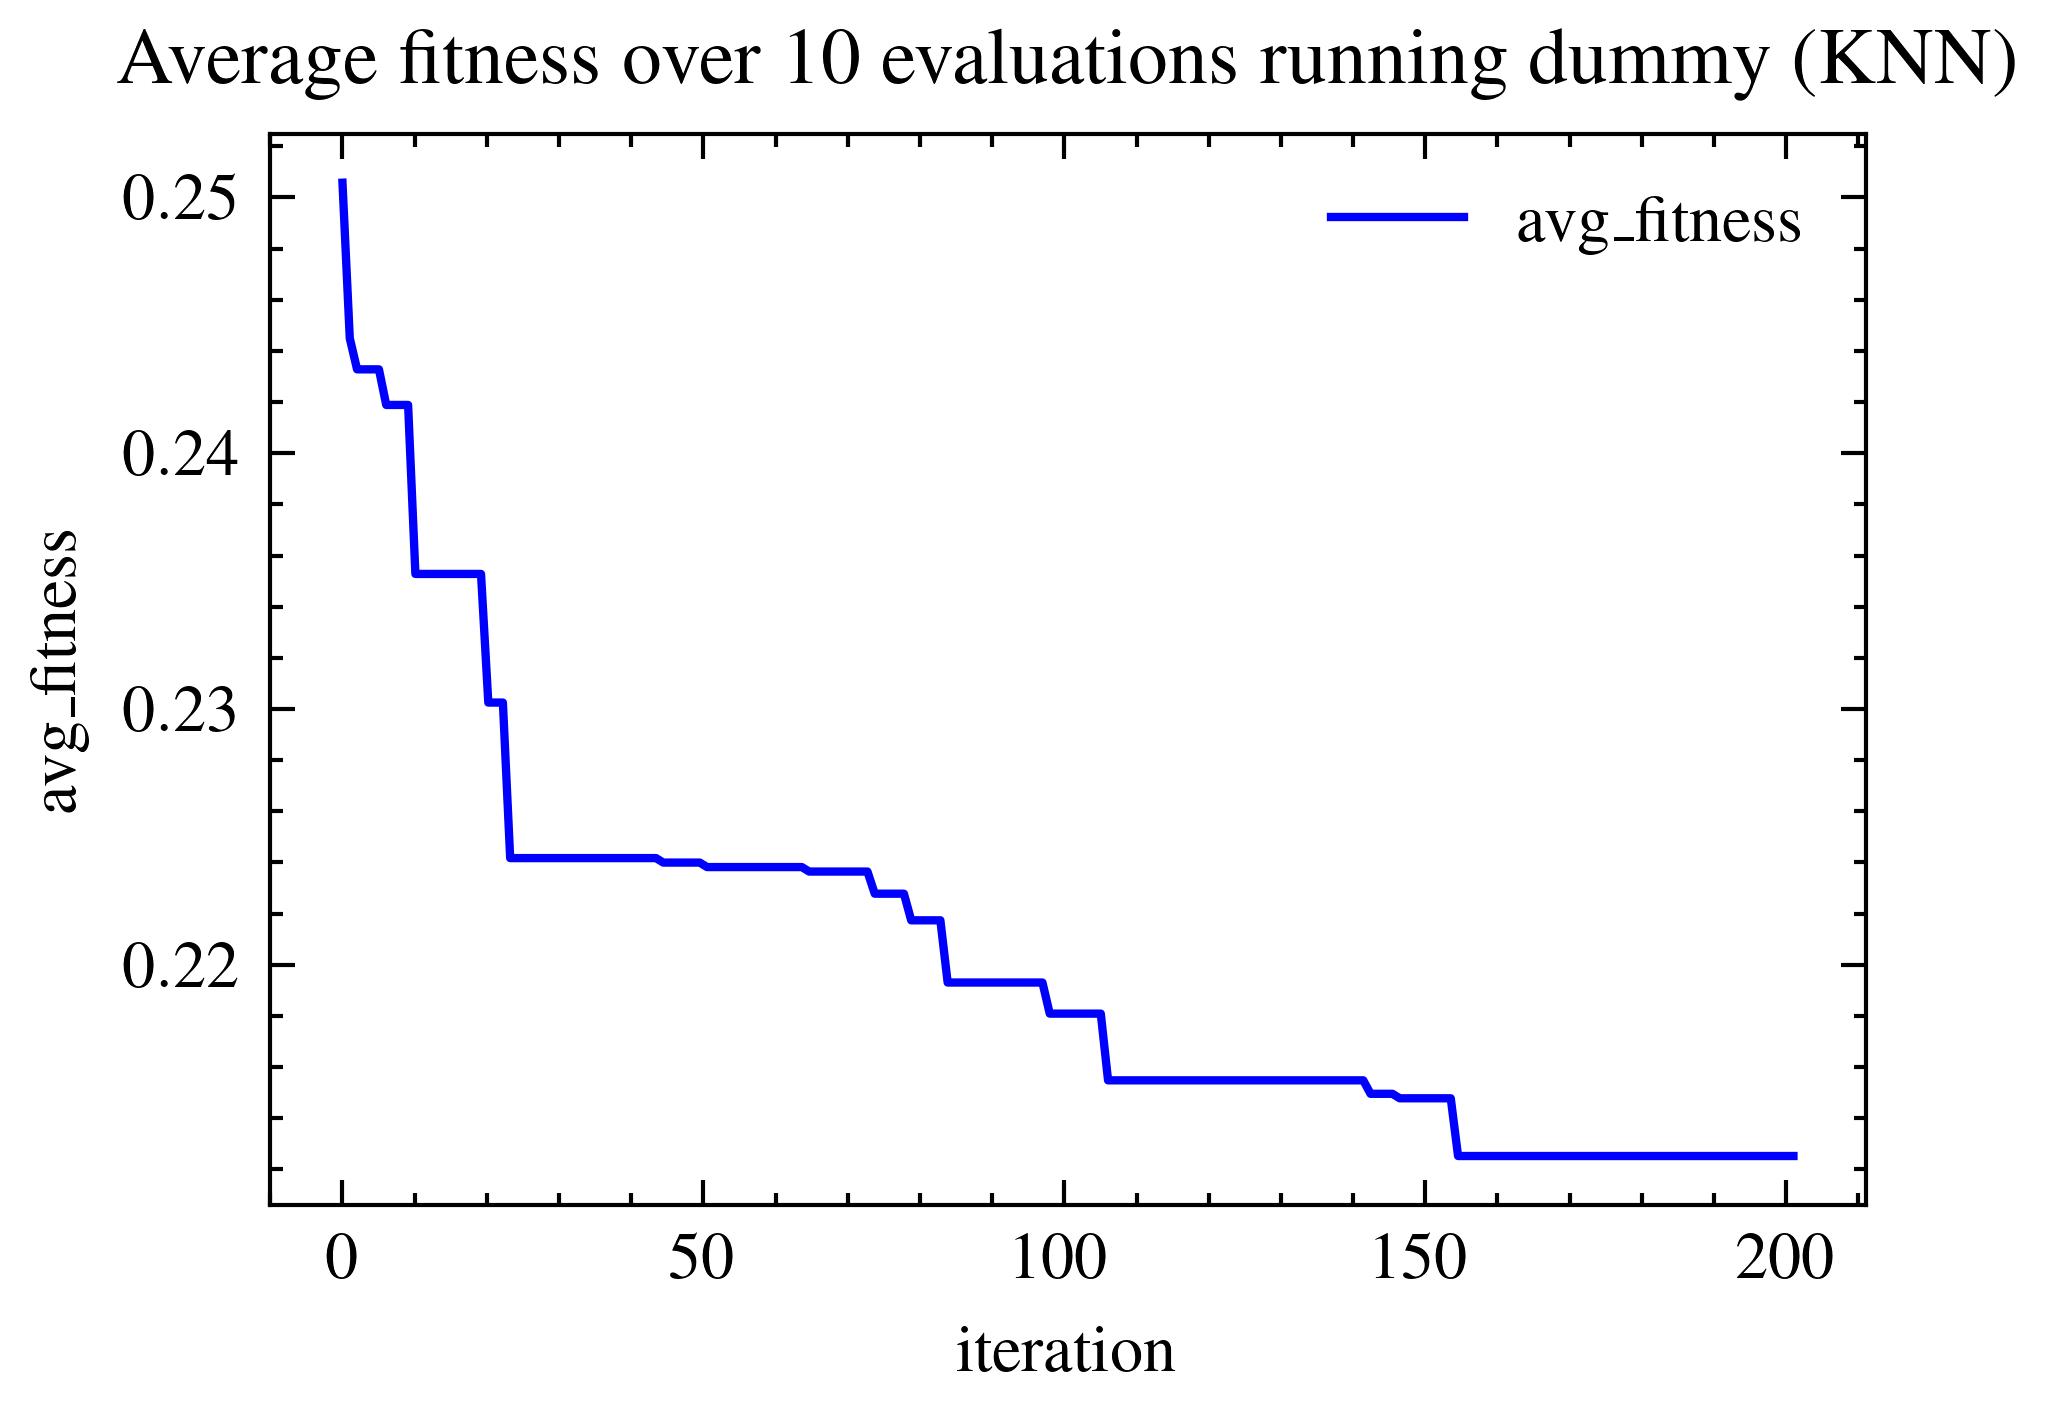 Average fitness over 10 evaluations running dummy (KNN)
avg_fitness
0.25
0.24
0.23
0.22
avg_fitness
0 50 100 150 200
iteration